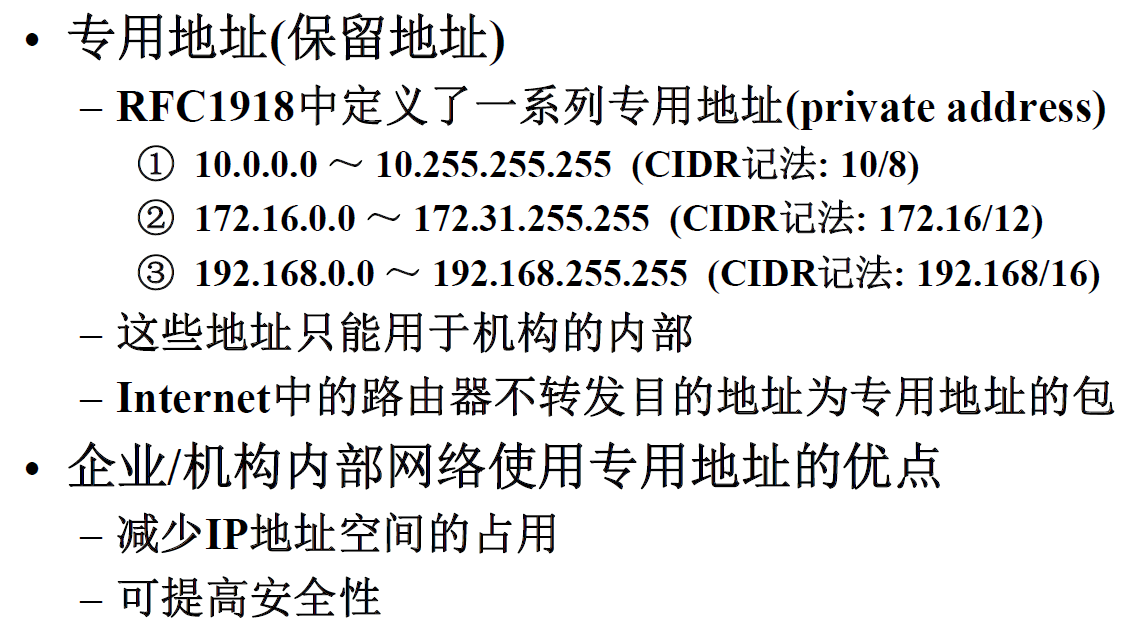 • 专用地址(保留地址)
– RFC1918中定义了一系列专用地址(private address)
① 10.0.0.0 ～ 10.255.255.255 (CIDR记法: 10/8)
② 172.16.0.0 ～ 172.31.255.255 (CIDR记法: 172.16/12)
③ 192.168.0.0 ～ 192.168.255.255 (CIDR记法: 192.168/16)
– 这些地址只能用于机构的内部
– Internet中的路由器不转发目的地址为专用地址的包
• 企业/机构内部网络使用专用地址的优点
– 减少IP地址空间的占用
– 可提高安全性